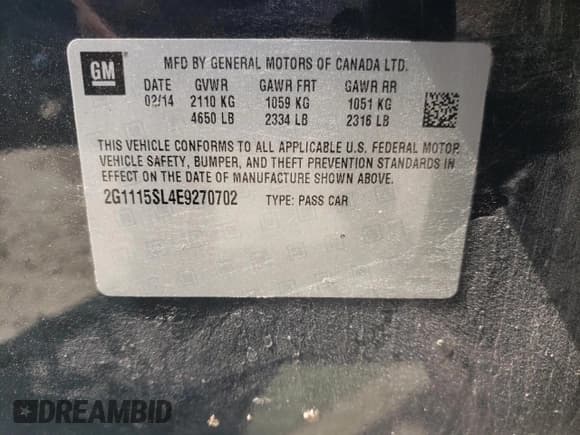 GM
MFD BY GENERAL MOTORS OF CANADA LTD.
DATE GVWR GAWR FRT GAWR RR
02/14 2110 KG 1059 KG 1051 KG
4650 LB 2334 LB 2316 LB
THIS VEHICLE CONFORMS TO ALL APPLICABLE U.S. FEDERAL MOTOR
VEHICLE SAFETY, BUMPER, AND THEFT PREVENTION STANDARDS IN
EFFECT ON THE DATE OF MANUFACTURE SHOWN ABOVE.
2G1115SL4E9270702 TYPE: PASS CAR
DREAMBID